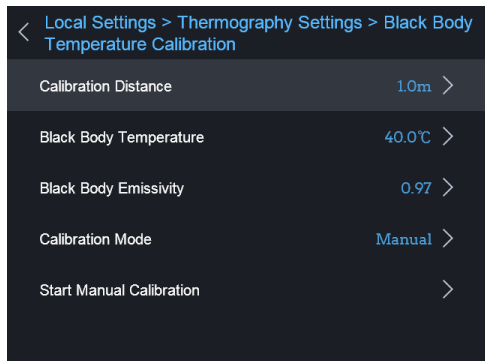 Local Settings > Thermography Settings > Black Body
Temperature Calibration
Calibration Distance 1.0m
Black Body Temperature 40.0℃
Black Body Emissivity 0.97
Calibration Mode Manual
Start Manual Calibration